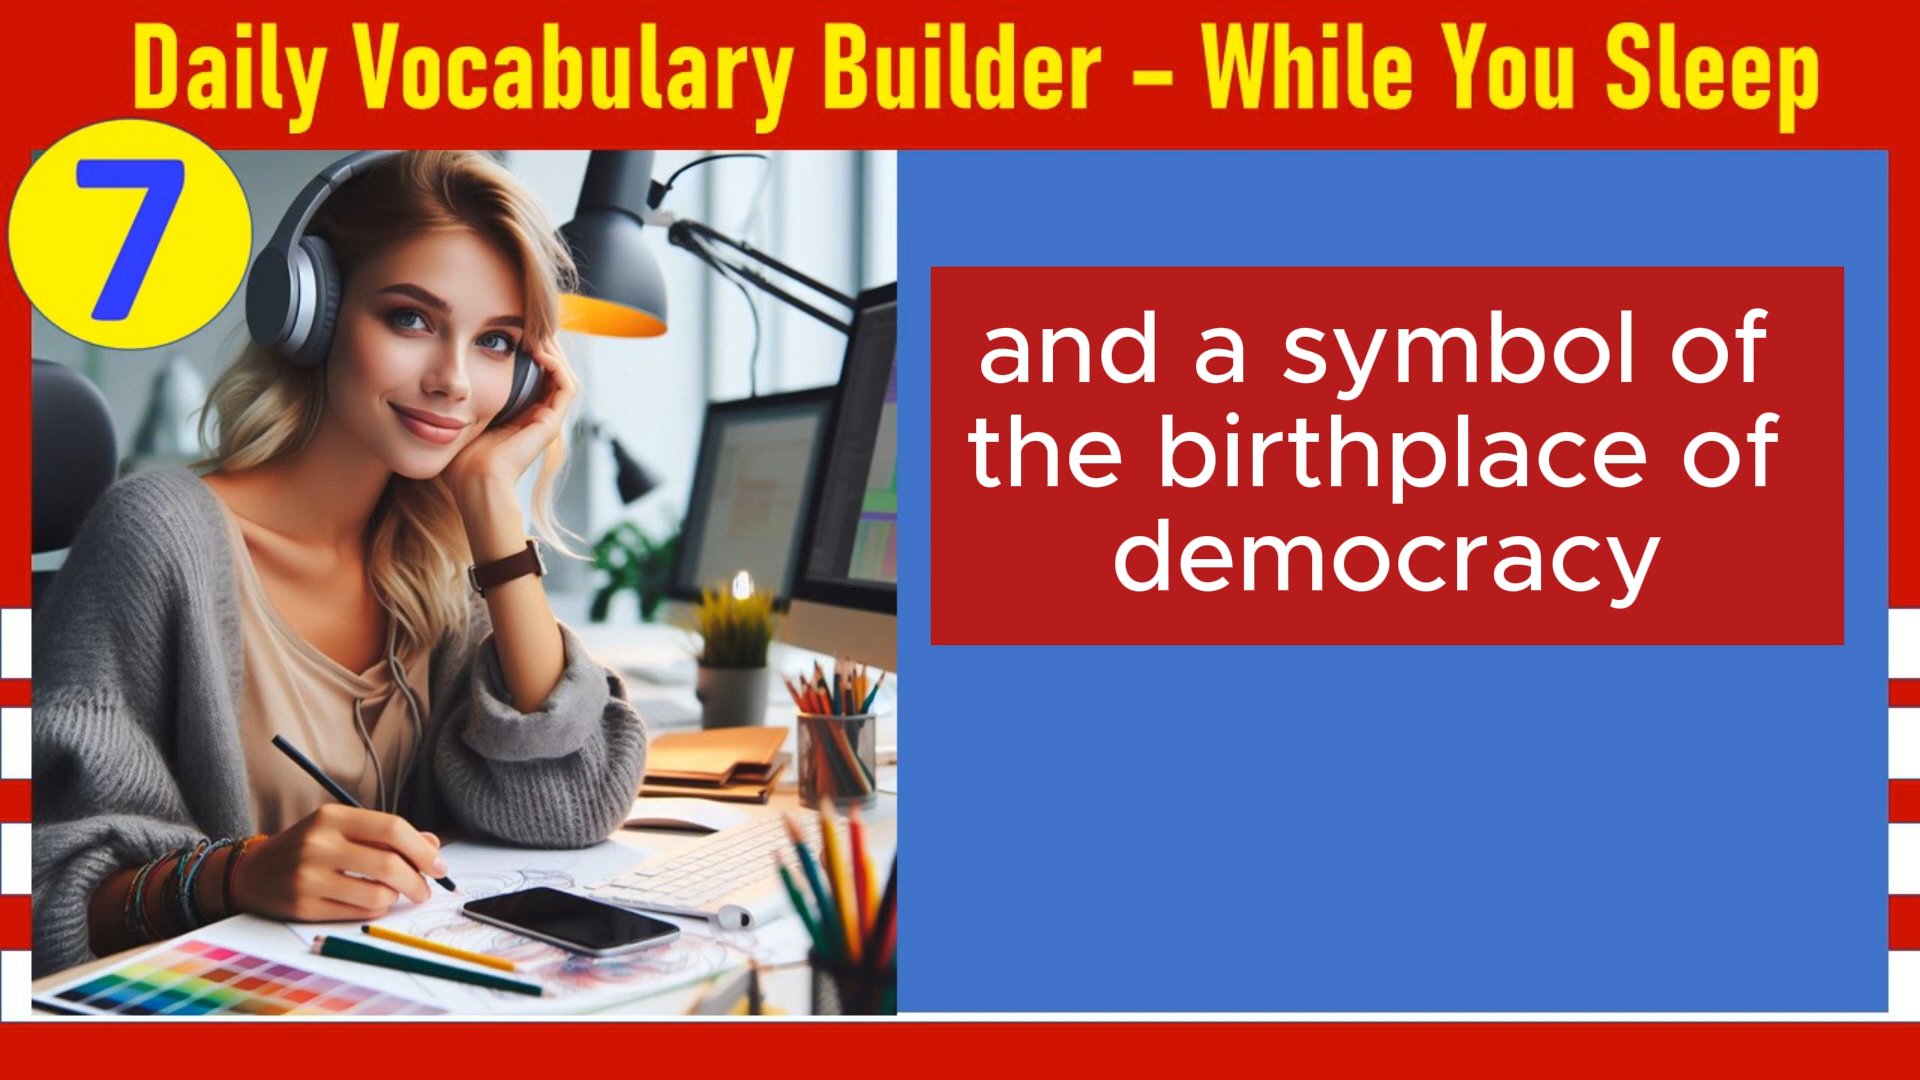 Daily Vocabulary Builder – While You Sleep
7
and a symbol of
the birthplace of
democracy